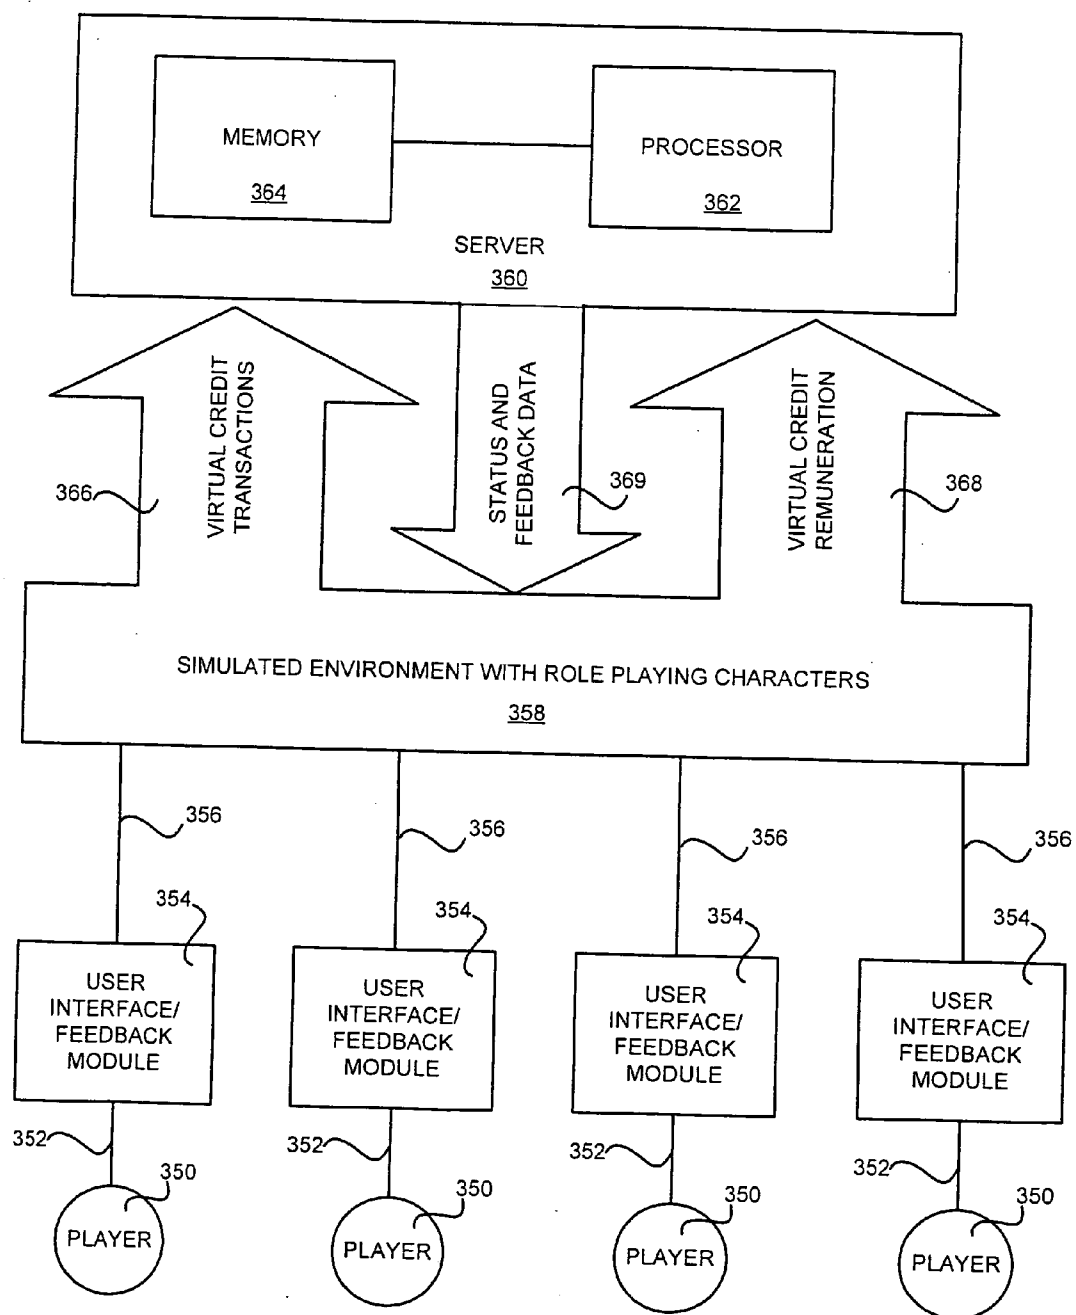 MEMORY
364
PROCESSOR
362
SERVER
360
VIRTUAL CREDIT
TRANSACTIONS
366
STATUS AND
FEEDBACK DATA
369
VIRTUAL CREDIT
REMUNERATION
368
SIMULATED ENVIRONMENT WITH ROLE PLAYING CHARACTERS
358
356
356
356
356
354
354
354
354
USER
INTERFACE/
FEEDBACK
MODULE
USER
INTERFACE/
FEEDBACK
MODULE
USER
INTERFACE/
FEEDBACK
MODULE
USER
INTERFACE/
FEEDBACK
MODULE
352
352
352
352
350
350
350
350
PLAYER
PLAYER
PLAYER
PLAYER